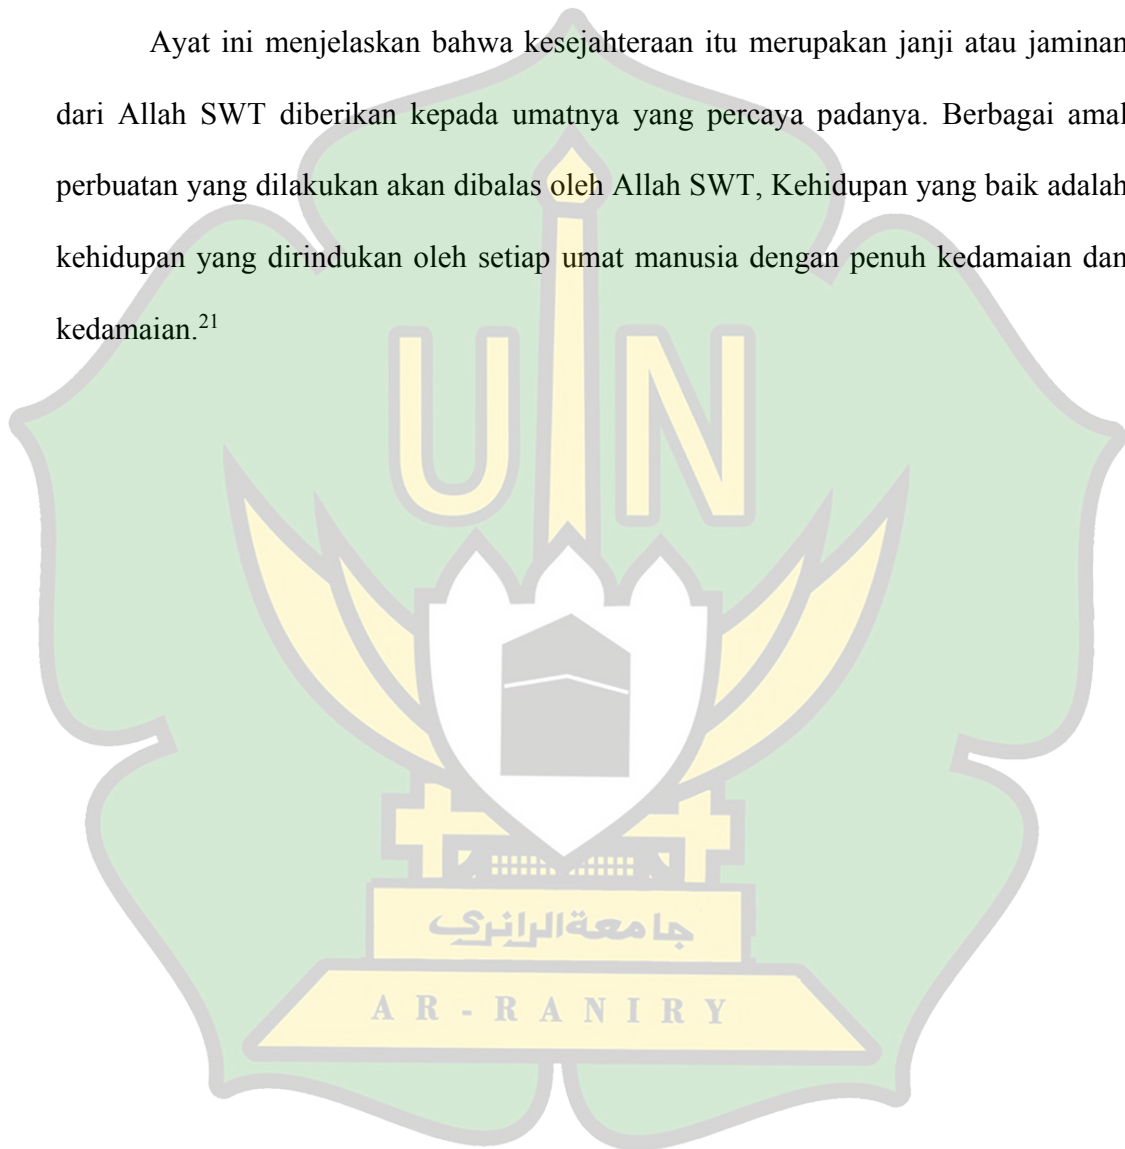 Ayat ini menjelaskan bahwa kesejahteraan itu merupakan janji atau jaminan
dari Allah SWT diberikan kepada umatnya yang percaya padanya. Berbagai amal
perbuatan yang dilakukan akan dibalas oleh Allah SWT, Kehidupan yang baik adalah
kehidupan yang dirindukan oleh setiap umat manusia dengan penuh kedamaian dan
kedamaian.21
UIN
جامعةالرانري
AR-RANIRY